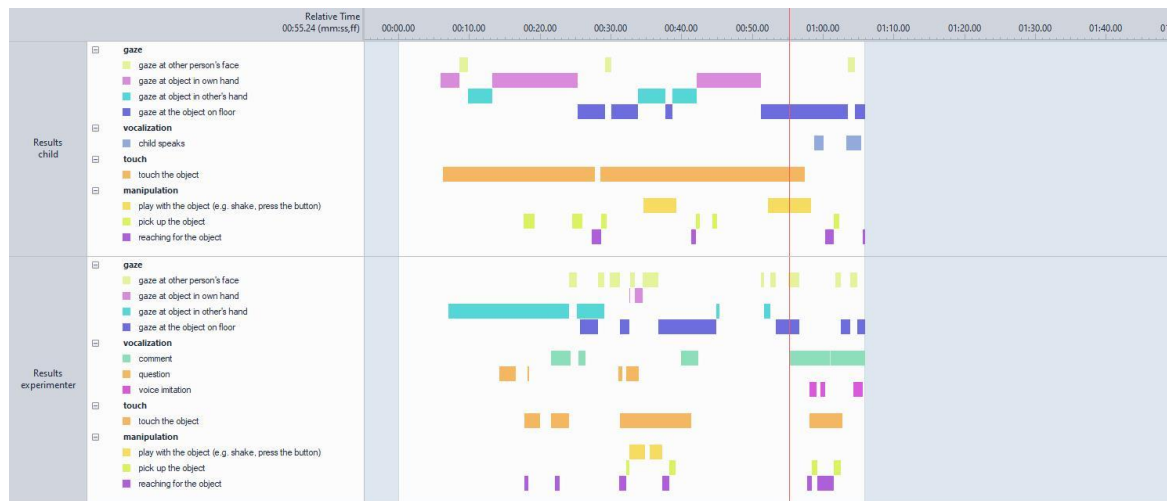 Relative Time
00:55.24 (mm:ss,ff)
00:00.00 00:10.00 00:20.00 00:30.00 00:40.00 00:50.00 01:00.00 01:10.00 01:20.00 01:30.00 01:40.00 01
Results
child
gaze
gaze at other person's face
gaze at object in own hand
gaze at object in other's hand
gaze at the object on floor
vocalization
child speaks
touch
touch the object
manipulation
play with the object (e.g. shake, press the button)
pick up the object
reaching for the object
Results
experimenter
gaze
gaze at other person's face
gaze at object in own hand
gaze at object in other's hand
gaze at the object on floor
vocalization
comment
question
voice imitation
touch
touch the object
manipulation
play with the object (e.g. shake, press the button)
pick up the object
reaching for the object